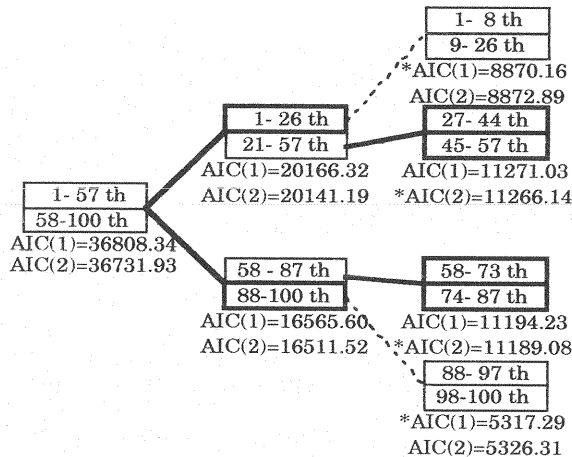 1- 8 th
9- 26 th
*AIC(1)=8870.16
AIC(2)=8872.89
1- 26 th
21- 57 th
AIC(1)=20166.32
AIC(2)=20141.19
27- 44 th
45- 57 th
AIC(1)=11271.03
*AIC(2)=11266.14
1- 57 th
58-100 th
AIC(1)=36808.34
AIC(2)=36731.93
58 - 87 th
88-100 th
AIC(1)=16565.60
AIC(2)=16511.52
58- 73 th
74- 87 th
AIC(1)=11194.23
*AIC(2)=11189.08
88- 97 th
98-100 th
*AIC(1)=5317.29
AIC(2)=5326.31